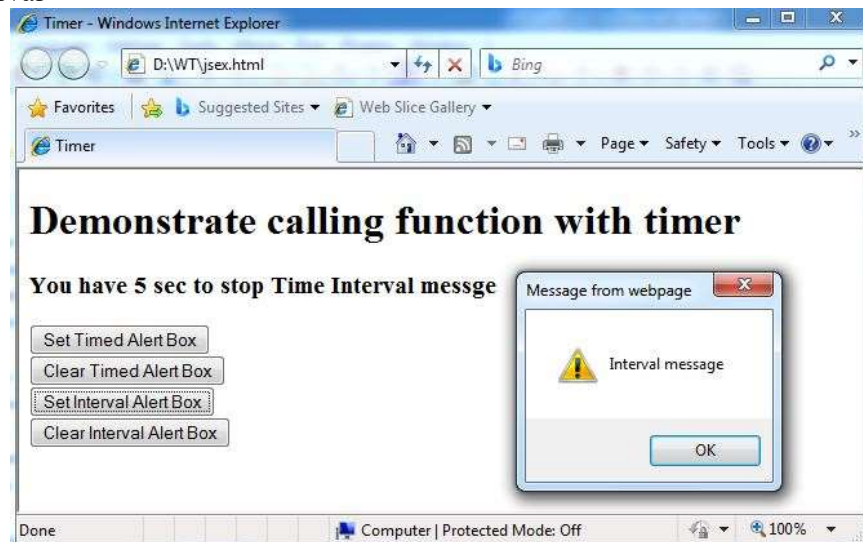 Timer - Windows Internet Explorer
D:\WT\jsex.html
Bing
Favorites Suggested Sites Web Slice Gallery
Timer Page Safety Tools
Demonstrate calling function with timer
You have 5 sec to stop Time Interval messge
Set Timed Alert Box
Clear Timed Alert Box
Set Interval Alert Box
Clear Interval Alert Box
Message from webpage
Interval message
OK
Done Computer | Protected Mode: Off 100%